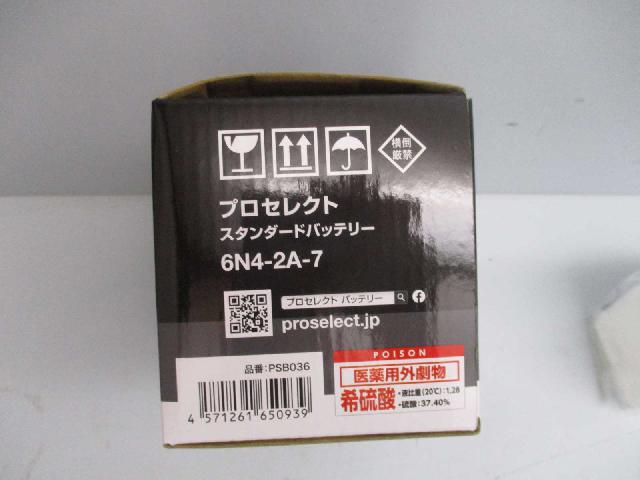 横倒
厳禁
プロセレクト
スタンダードバッテリー
6N4-2A-7
プロセレクト バッテリー
proselect.jp
品番:PSB036
4 571261 650939
POISON
医薬用外劇物
希硫酸
・液比重(20℃):1.28
・硫酸:37.40%